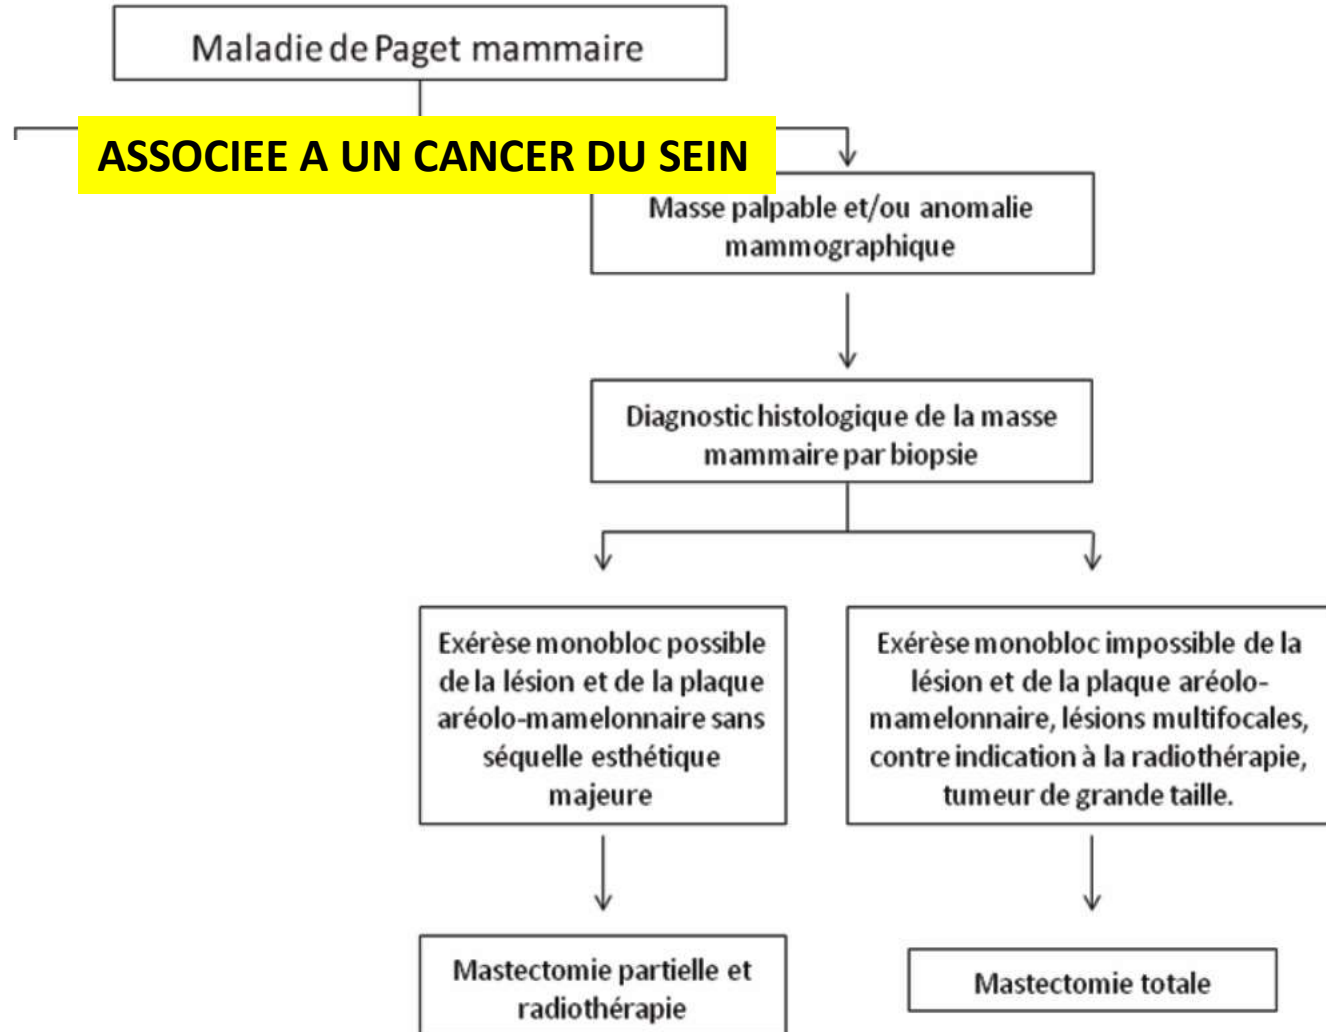 Maladie de Paget mammaire
ASSOCIEE A UN CANCER DU SEIN
Masse palpable et/ou anomalie
mammographique
Diagnostic histologique de la masse
mammaire par biopsie
Exérèse monobloc possible
de la lésion et de la plaque
aréolo-mamelonnaire sans
séquelle esthétique
majeure
Exérèse monobloc impossible de la
lésion et de la plaque aréolo-
mamelonnaire, lésions multifocales,
contre indication à la radiothérapie,
tumeur de grande taille.
Mastectomie partielle et
radiothérapie
Mastectomie totale